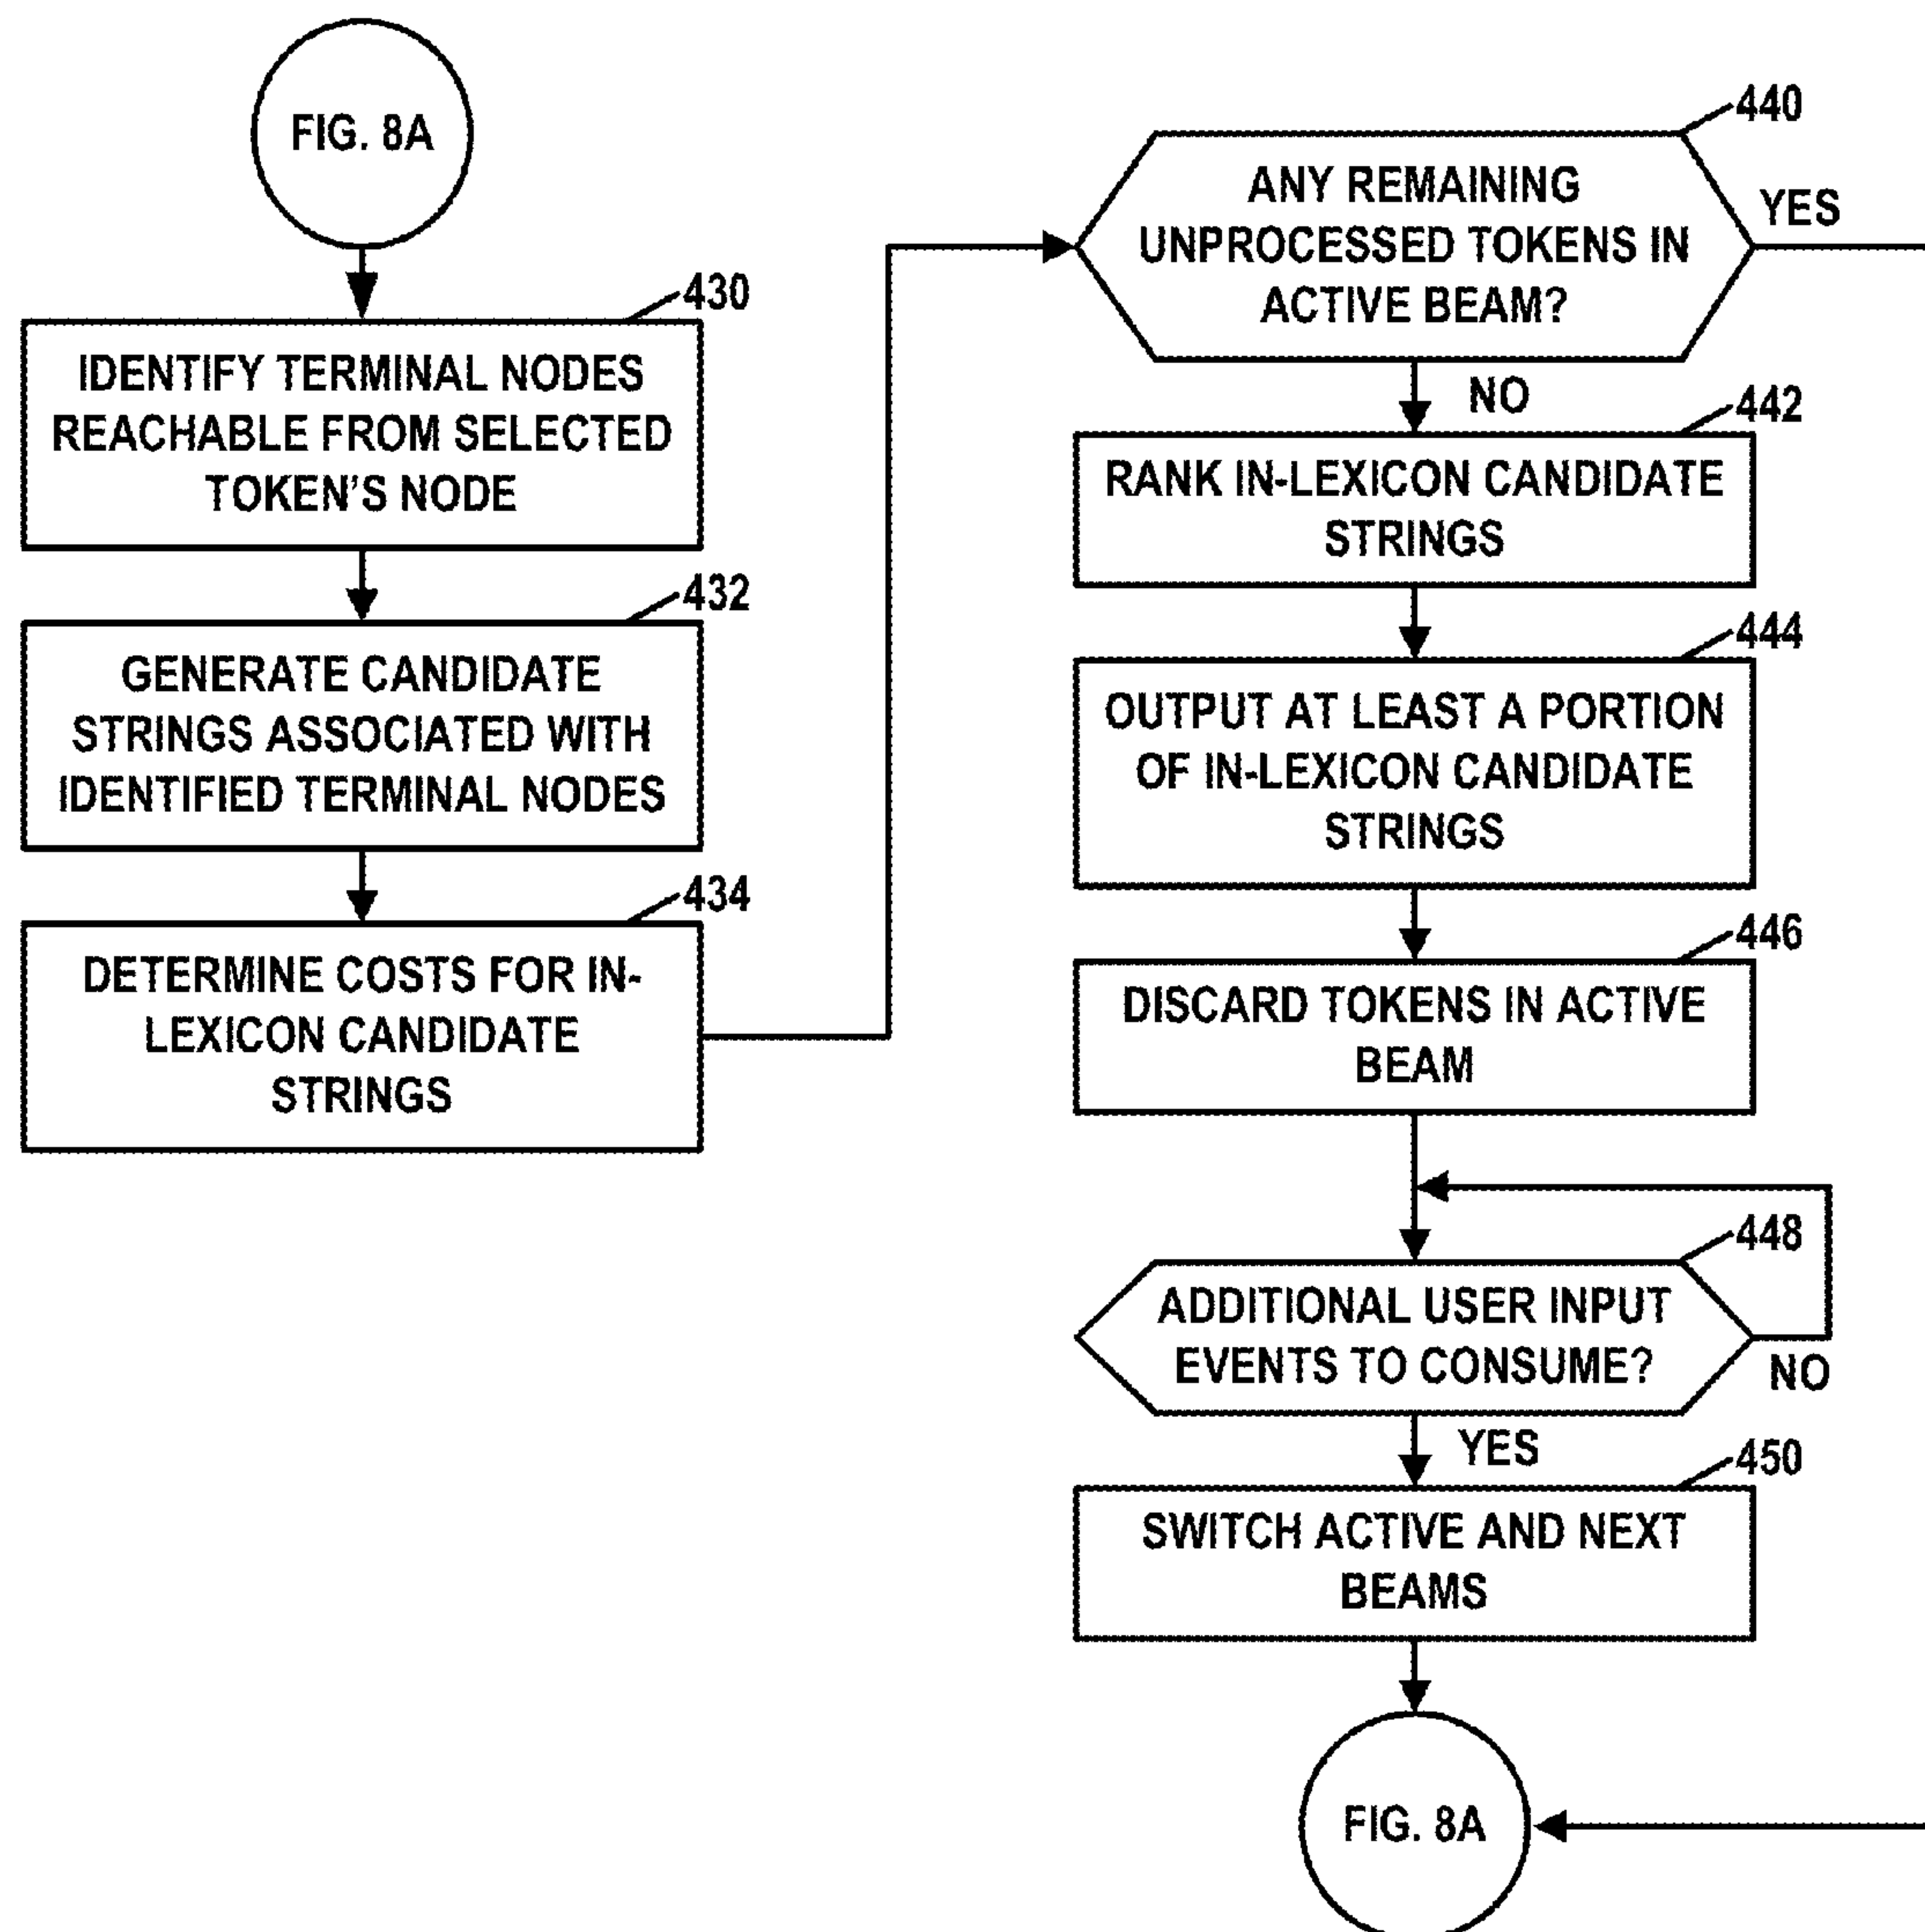 FIG. 8A
430
IDENTIFY TERMINAL NODES
REACHABLE FROM SELECTED
TOKEN'S NODE
432
GENERATE CANDIDATE
STRINGS ASSOCIATED WITH
IDENTIFIED TERMINAL NODES
434
DETERMINE COSTS FOR IN-
LEXICON CANDIDATE
STRINGS
440
ANY REMAINING
UNPROCESSED TOKENS IN
ACTIVE BEAM?
YES
NO
442
RANK IN-LEXICON CANDIDATE
STRINGS
444
OUTPUT AT LEAST A PORTION
OF IN-LEXICON CANDIDATE
STRINGS
446
DISCARD TOKENS IN ACTIVE
BEAM
448
ADDITIONAL USER INPUT
EVENTS TO CONSUME?
NO
YES
450
SWITCH ACTIVE AND NEXT
BEAMS
FIG. 8A